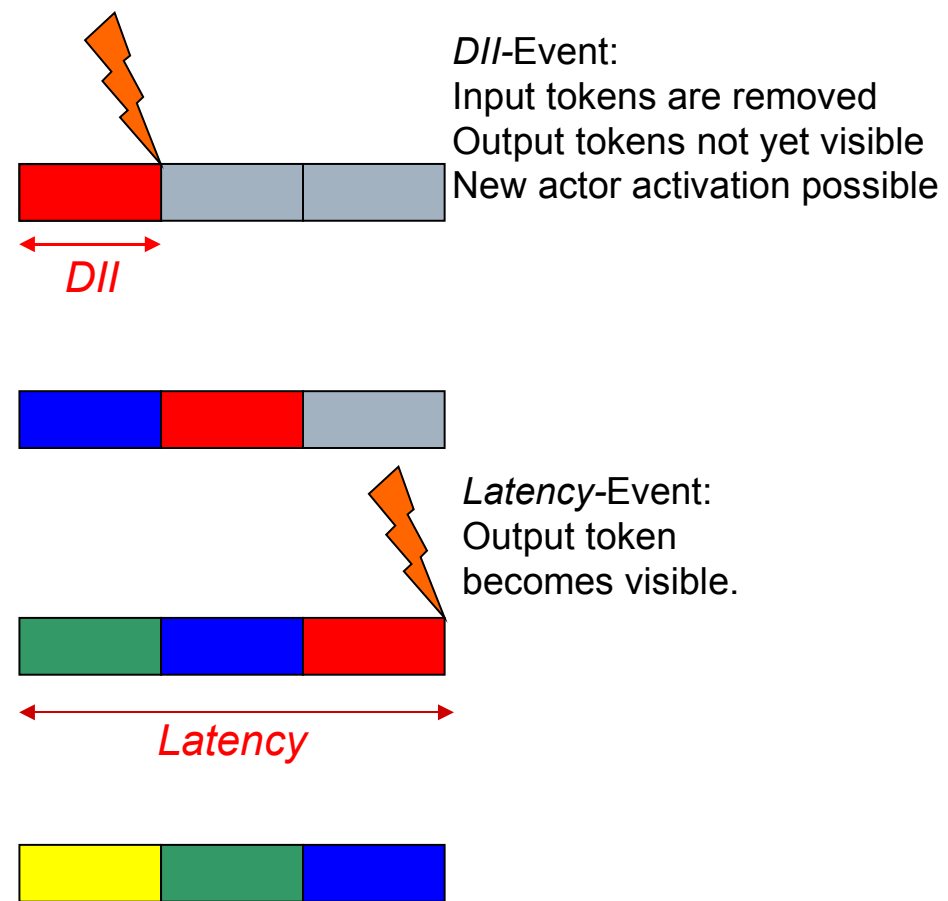 DII-Event:
Input tokens are removed
Output tokens not yet visible
New actor activation possible
DII
Latency-Event:
Output token
becomes visible.
Latency